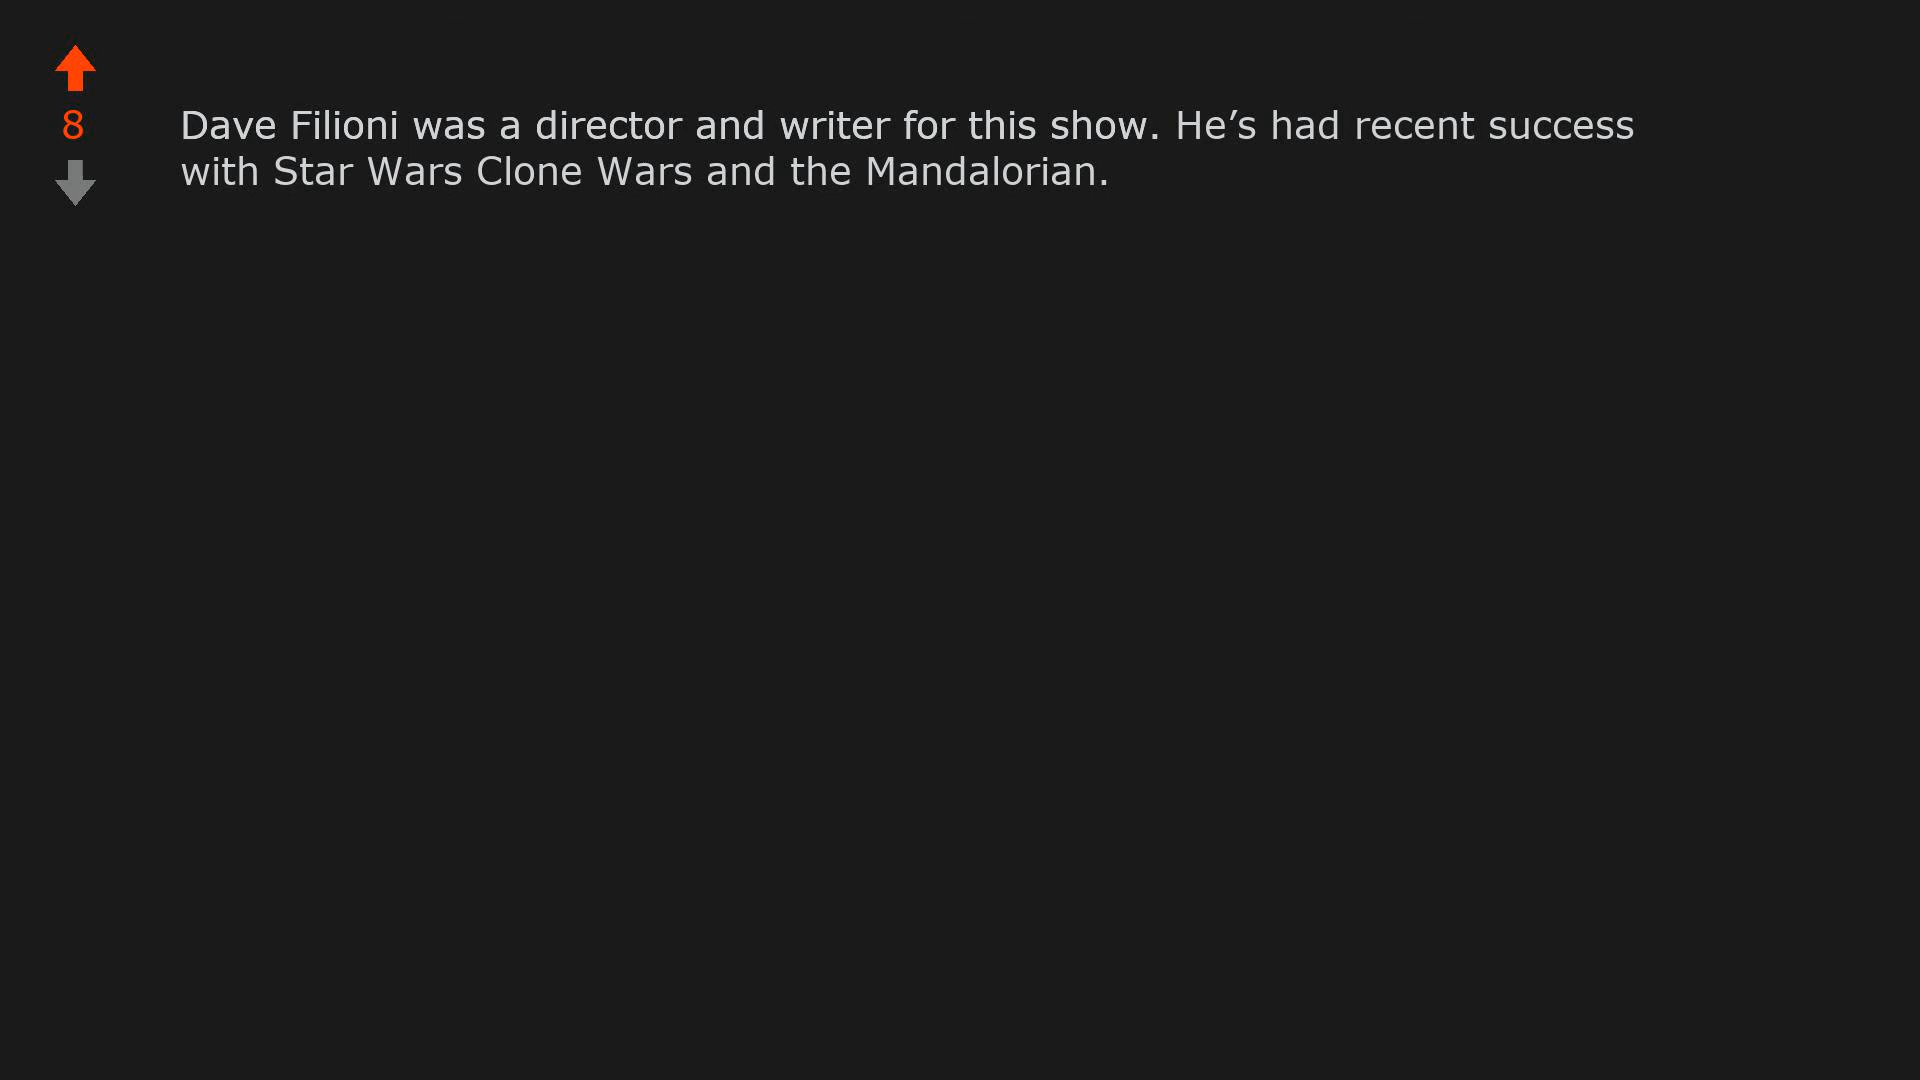 8
Dave Filioni was a director and writer for this show. He’s had recent success
with Star Wars Clone Wars and the Mandalorian.